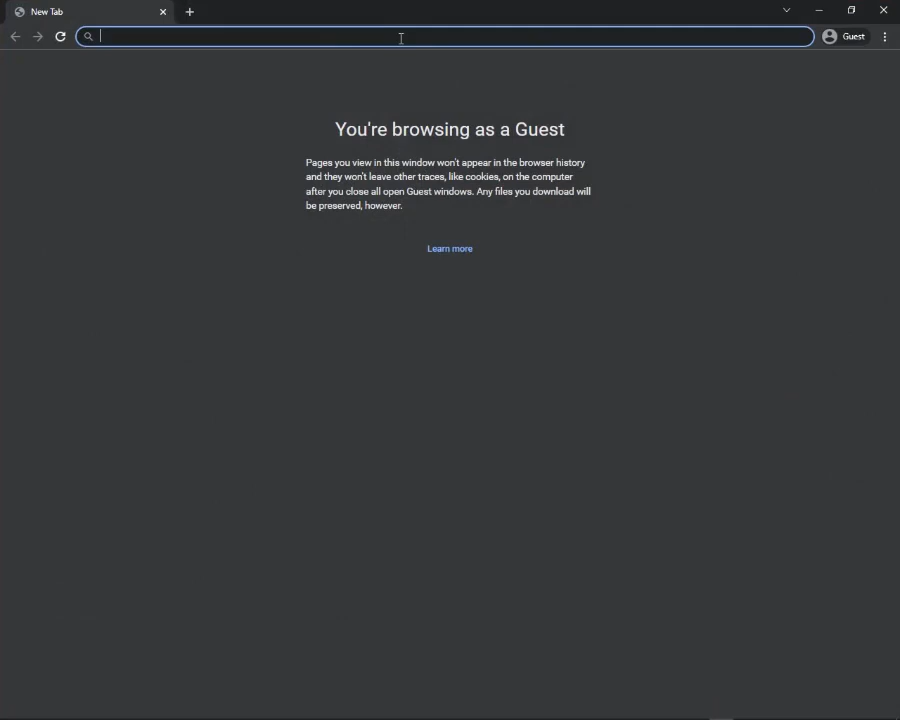 New Tab
Guest
You're browsing as a Guest
Pages you view in this window won't appear in the browser history
and they won't leave other traces, like cookies, on the computer
after you close all open Guest windows. Any files you download will
be preserved, however.
Learn more